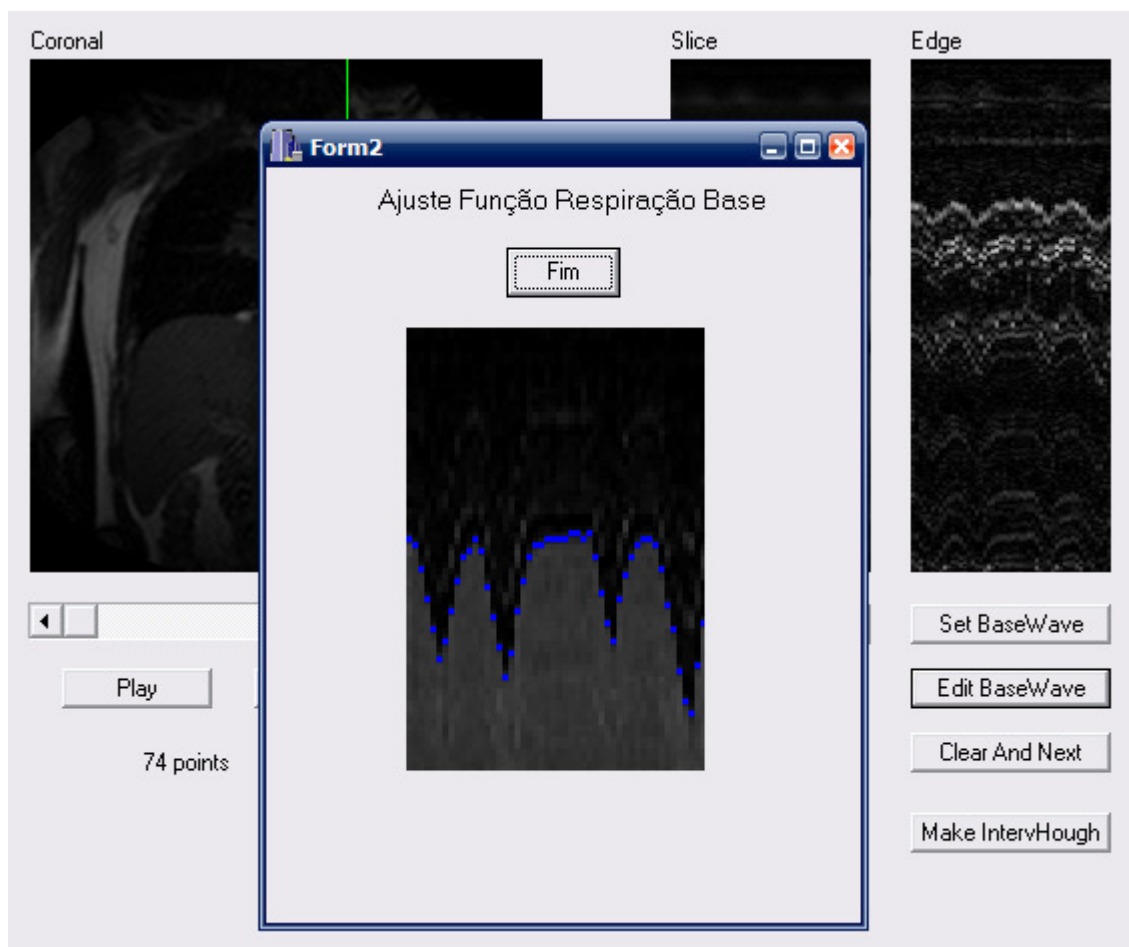 Coronal
Slice
Edge
Form2
Ajuste Função Respiração Base
Fim
Set BaseWave
Play
Edit BaseWave
74 points
Clear And Next
Make IntervHough